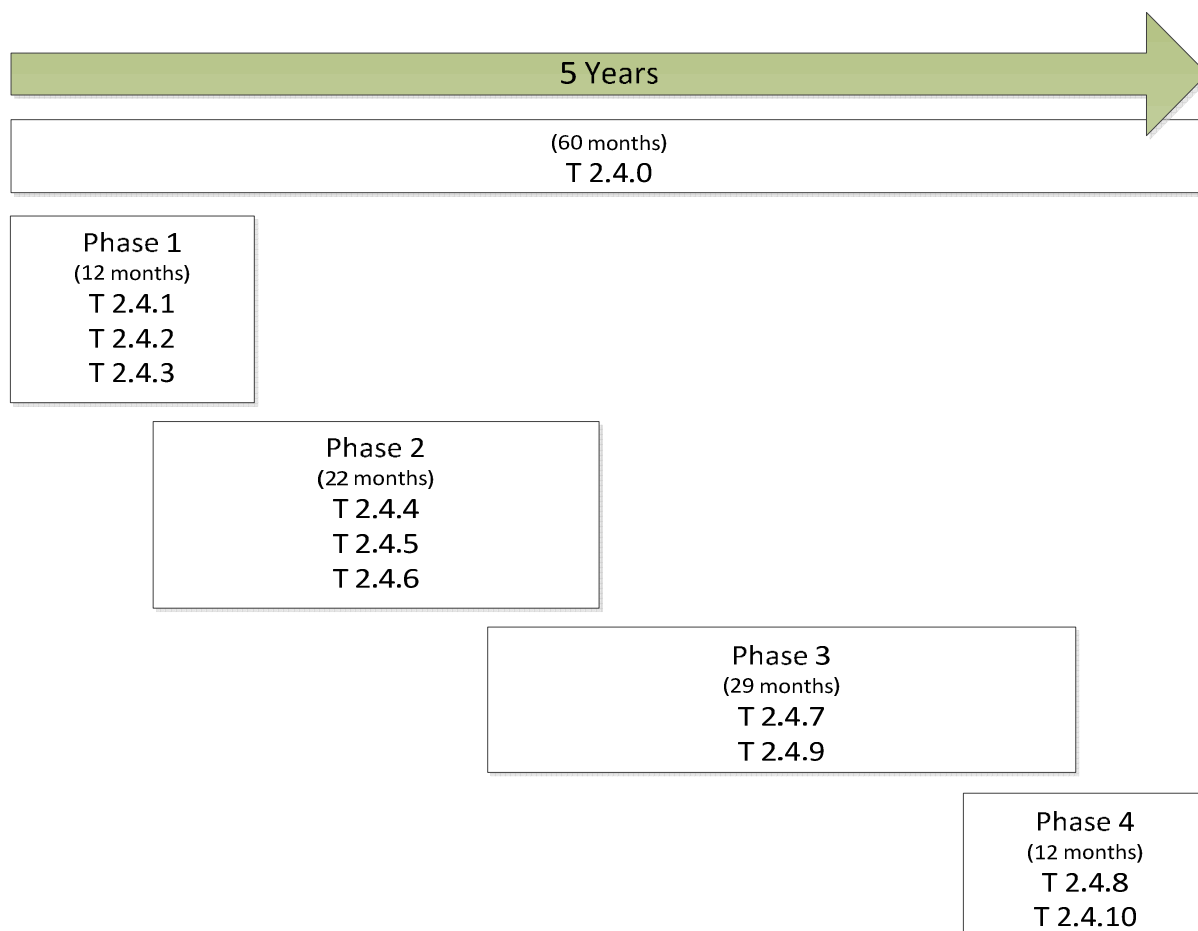 5 Years
(60 months)
T 2.4.0
Phase 1
(12 months)
T 2.4.1
T 2.4.2
T 2.4.3
Phase 2
(22 months)
T 2.4.4
T 2.4.5
T 2.4.6
Phase 3
(29 months)
T 2.4.7
T 2.4.9
Phase 4
(12 months)
T 2.4.8
T 2.4.10